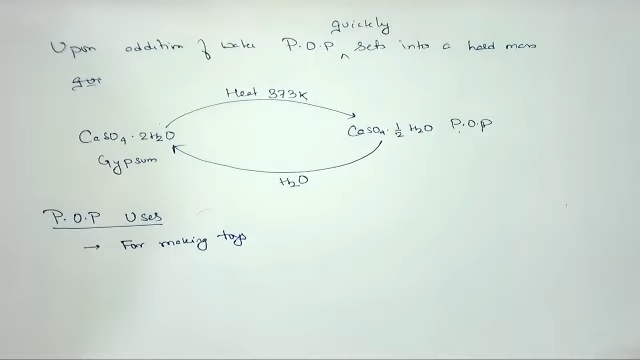 quickly
Upon addition of water P.O.P ^ sets into a hard mass
Heat 373K
CaSO4 · 2H2O
CaSO4 · 1/2 H2O P.O.P
Gypsum
H2O
P.O.P Uses
→ For making toys